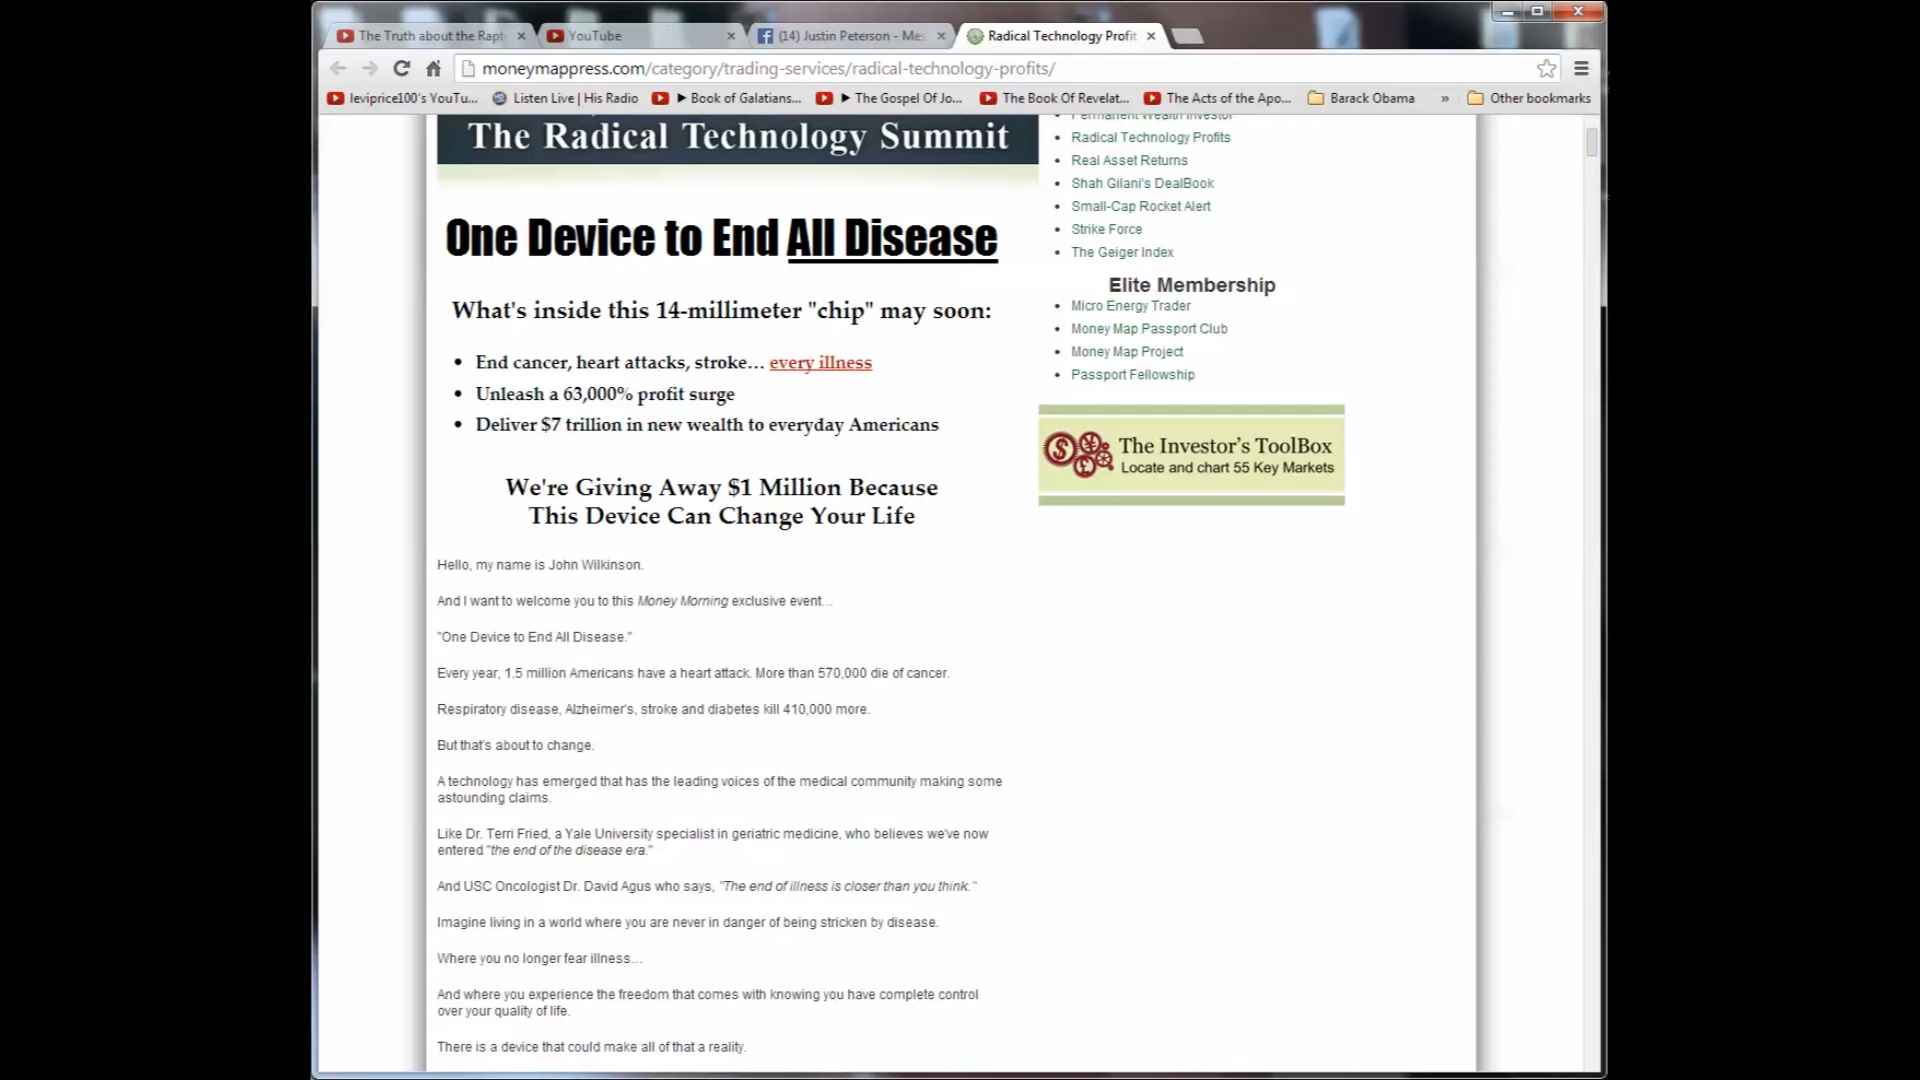 The Truth about the Rapt
YouTube
(14) Justin Peterson - Mes
Radical Technology Profit
moneymappress.com/category/trading-services/radical-technology-profits/
leviprice100's YouTu...
Listen Live | His Radio
► Book of Galatians...
► The Gospel Of Jo...
The Book Of Revelat...
The Acts of the Apo...
Barack Obama
»
Other bookmarks
The Radical Technology Summit
One Device to End All Disease
What's inside this 14-millimeter "chip" may soon:
• End cancer, heart attacks, stroke… every illness
• Unleash a 63,000% profit surge
• Deliver $7 trillion in new wealth to everyday Americans
We're Giving Away $1 Million Because
This Device Can Change Your Life
Hello, my name is John Wilkinson.
And I want to welcome you to this Money Morning exclusive event…
"One Device to End All Disease."
Every year, 1.5 million Americans have a heart attack. More than 570,000 die of cancer.
Respiratory disease, Alzheimer's, stroke and diabetes kill 410,000 more.
But that's about to change.
A technology has emerged that has the leading voices of the medical community making some
astounding claims.
Like Dr. Terri Fried, a Yale University specialist in geriatric medicine, who believes we've now
entered "the end of the disease era."
And USC Oncologist Dr. David Agus who says, "The end of illness is closer than you think."
Imagine living in a world where you are never in danger of being stricken by disease.
Where you no longer fear illness…
And where you experience the freedom that comes with knowing you have complete control
over your quality of life.
There is a device that could make all of that a reality.
• Permanent Wealth Investor
• Radical Technology Profits
• Real Asset Returns
• Shah Gilani's DealBook
• Small-Cap Rocket Alert
• Strike Force
• The Geiger Index
Elite Membership
• Micro Energy Trader
• Money Map Passport Club
• Money Map Project
• Passport Fellowship
The Investor's ToolBox
Locate and chart 55 Key Markets